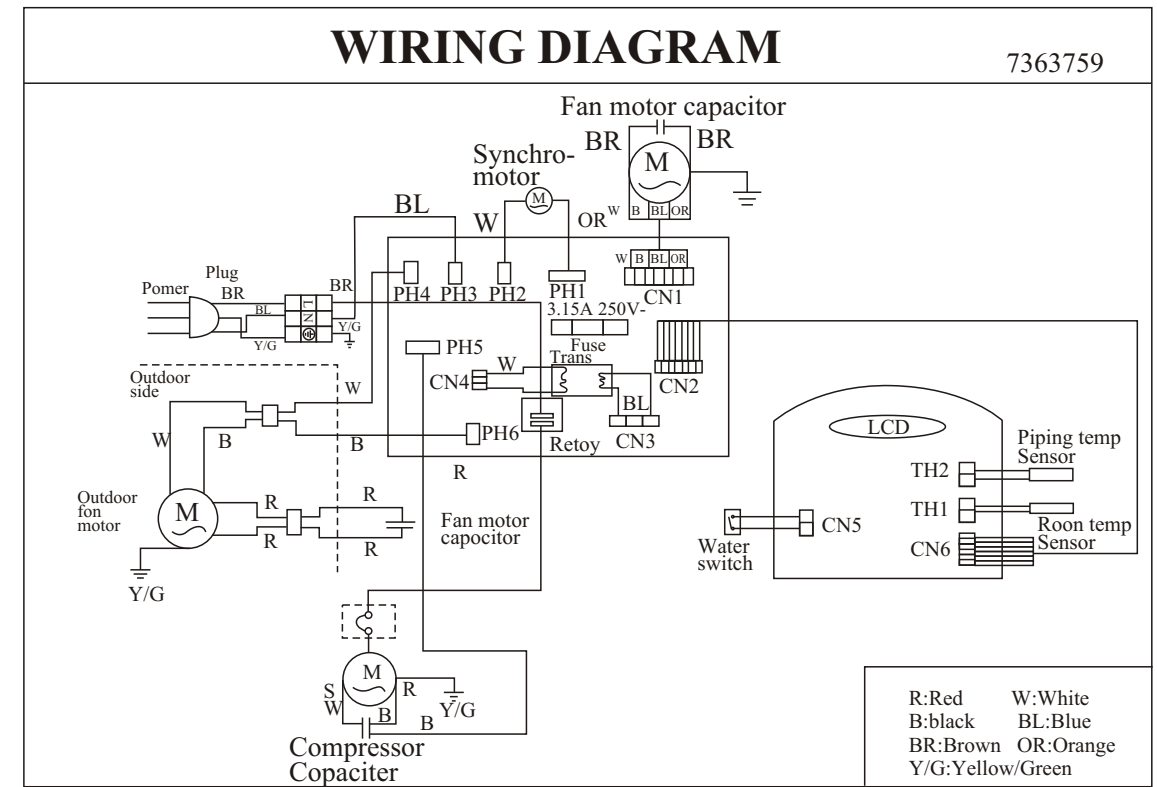 WIRING DIAGRAM
7363759
Fan motor capacitor
BR
BR
M
Synchro-
motor
M
BL
W
OR
W
B
BL
OR
W
B
BL
OR
CN1
Plug
Pomer
BR
BL
Y/G
L
N
BR
Y/G
PH4
PH3
PH2
PH1
3.15A 250V-
Fuse
PH5
Trans
W
CN4
BL
CN2
CN3
Retoy
PH6
Outdoor
side
W
W
B
B
R
Outdoor
fon
motor
M
R
R
R
R
Fan motor
capocitor
Y/G
LCD
TH2
Piping temp
Sensor
TH1
Roon temp
Sensor
CN5
CN6
Water
switch
M
S
W
R
B
B
Y/G
Compressor
Copaciter
R:Red W:White
B:black BL:Blue
BR:Brown OR:Orange
Y/G:Yellow/Green